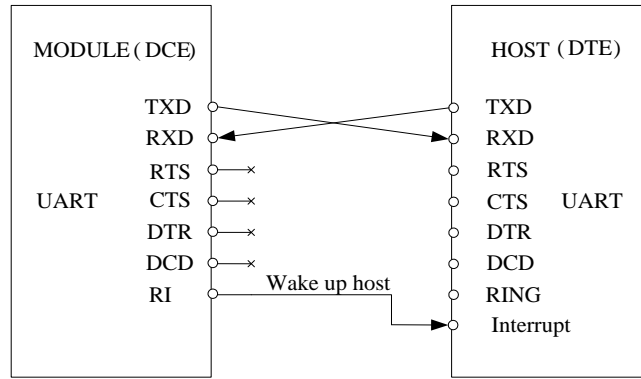 MODULE (DCE)
HOST (DTE)
TXD
TXD
RXD
RXD
RTS
RTS
UART
CTS
CTS
UART
DTR
DTR
DCD
DCD
Wake up host
RI
RING
Interrupt